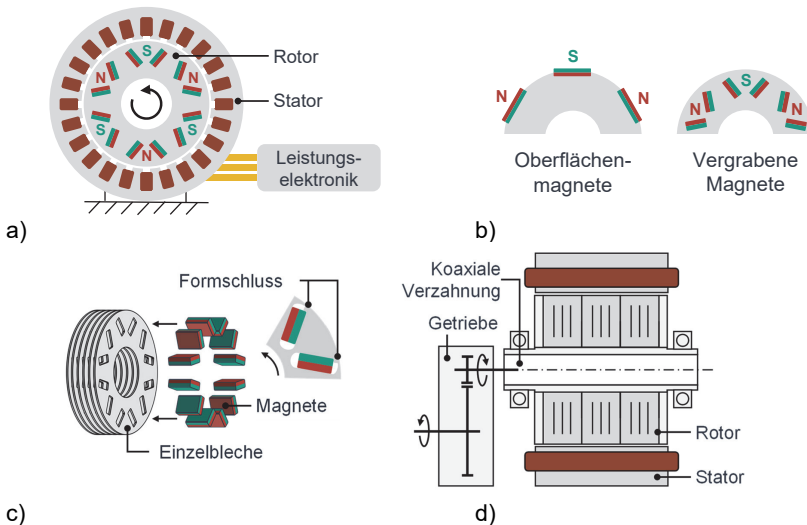 S
N
N
S
S
N
Rotor
Stator
Leistungs-
elektronik
a)
S
N
N
Oberflächen-
magnete
S
N
N
Vergrabene
Magnete
b)
Formschluss
Magnete
Einzelbleche
c)
Koaxiale
Verzahnung
Getriebe
Rotor
Stator
d)